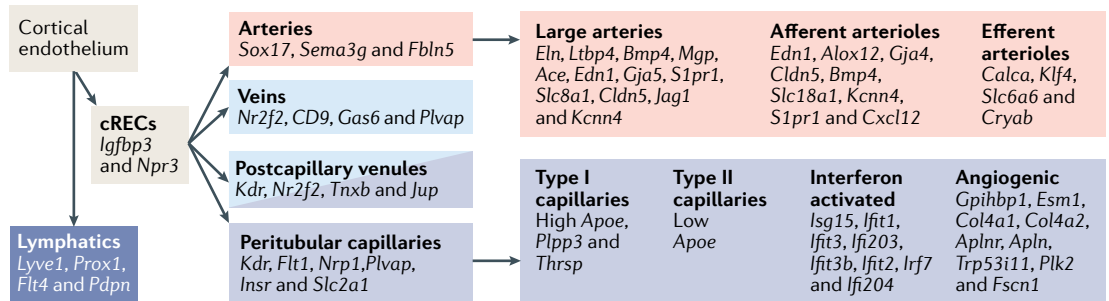 Cortical
endothelium
cRECs
Igfbp3
and Npr3
Lymphatics
Lyve1, Prox1,
Flt4 and Pdpn
Arteries
Sox17, Sema3g and Fbln5
Veins
Nr2f2, CD9, Gas6 and Plvap
Postcapillary venules
Kdr, Nr2f2, Tnxb and Jup
Peritubular capillaries
Kdr, Flt1, Nrp1,Plvap,
Insr and Slc2a1
Large arteries
Eln, Ltbp4, Bmp4, Mgp,
Ace, Edn1, Gja5, S1pr1,
Slc8a1, Cldn5, Jag1
and Kcnn4
Afferent arterioles
Edn1, Alox12, Gja4,
Cldn5, Bmp4,
Slc18a1, Kcnn4,
S1pr1 and Cxcl12
Efferent
arterioles
Calca, Klf4,
Slc6a6 and
Cryab
Type I
capillaries
High Apoe,
Plpp3 and
Thrsp
Type II
capillaries
Low
Apoe
Interferon
activated
Isg15, Ifit1,
Ifit3, Ifi203,
Ifit3b, Ifit2, Irf7
and Ifi204
Angiogenic
Gpihbp1, Esm1,
Col4a1, Col4a2,
Aplnr, Apln,
Trp53i11, Plk2
and Fscn1